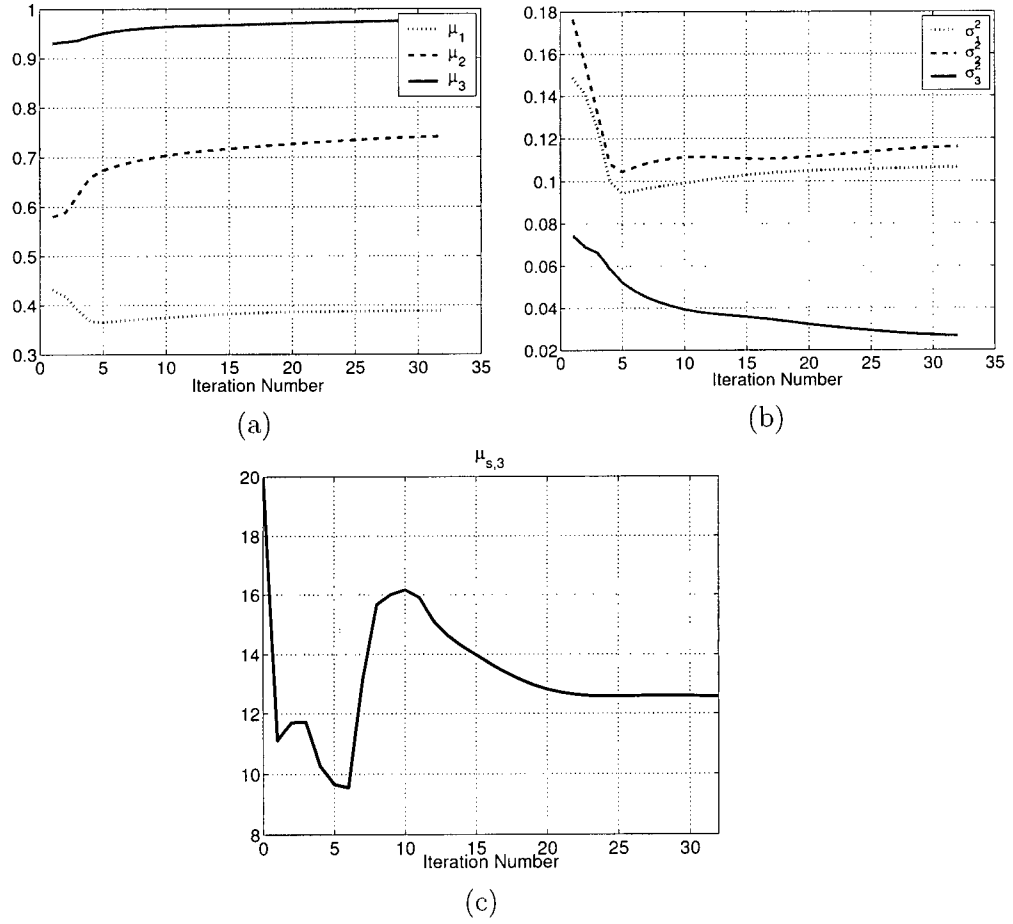 1
0.9
0.8
0.7
0.6
0.5
0.4
0.3
0 5 10 15 20 25 30 35
Iteration Number
μ1
μ2
μ3
(a)
0.18
0.16
0.14
0.12
0.1
0.08
0.06
0.04
0.02
0 5 10 15 20 25 30 35
Iteration Number
σ₁²
σ₂²
σ₃²
(b)
μs,3
20
18
16
14
12
10
8
0 5 10 15 20 25 30
Iteration Number
(c)